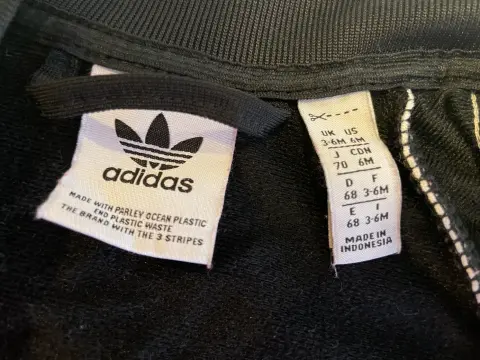 adidas
MADE WITH PARLEY OCEAN PLASTIC
END PLASTIC WASTE
THE BRAND WITH THE 3 STRIPES
UK US
3-6M 6M
J CDN
70 6M
D F
68 3-6M
E I
68 3-6M
MADE IN
INDONESIA